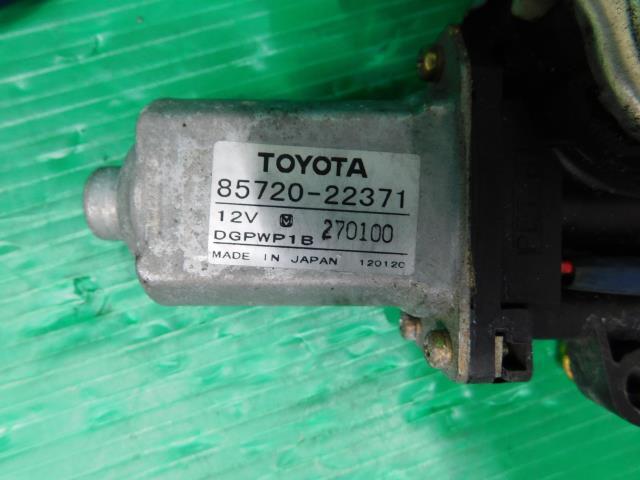 TOYOTA
85720-22371
12V M 270100
DGPWP1B
MADE IN JAPAN 12012C